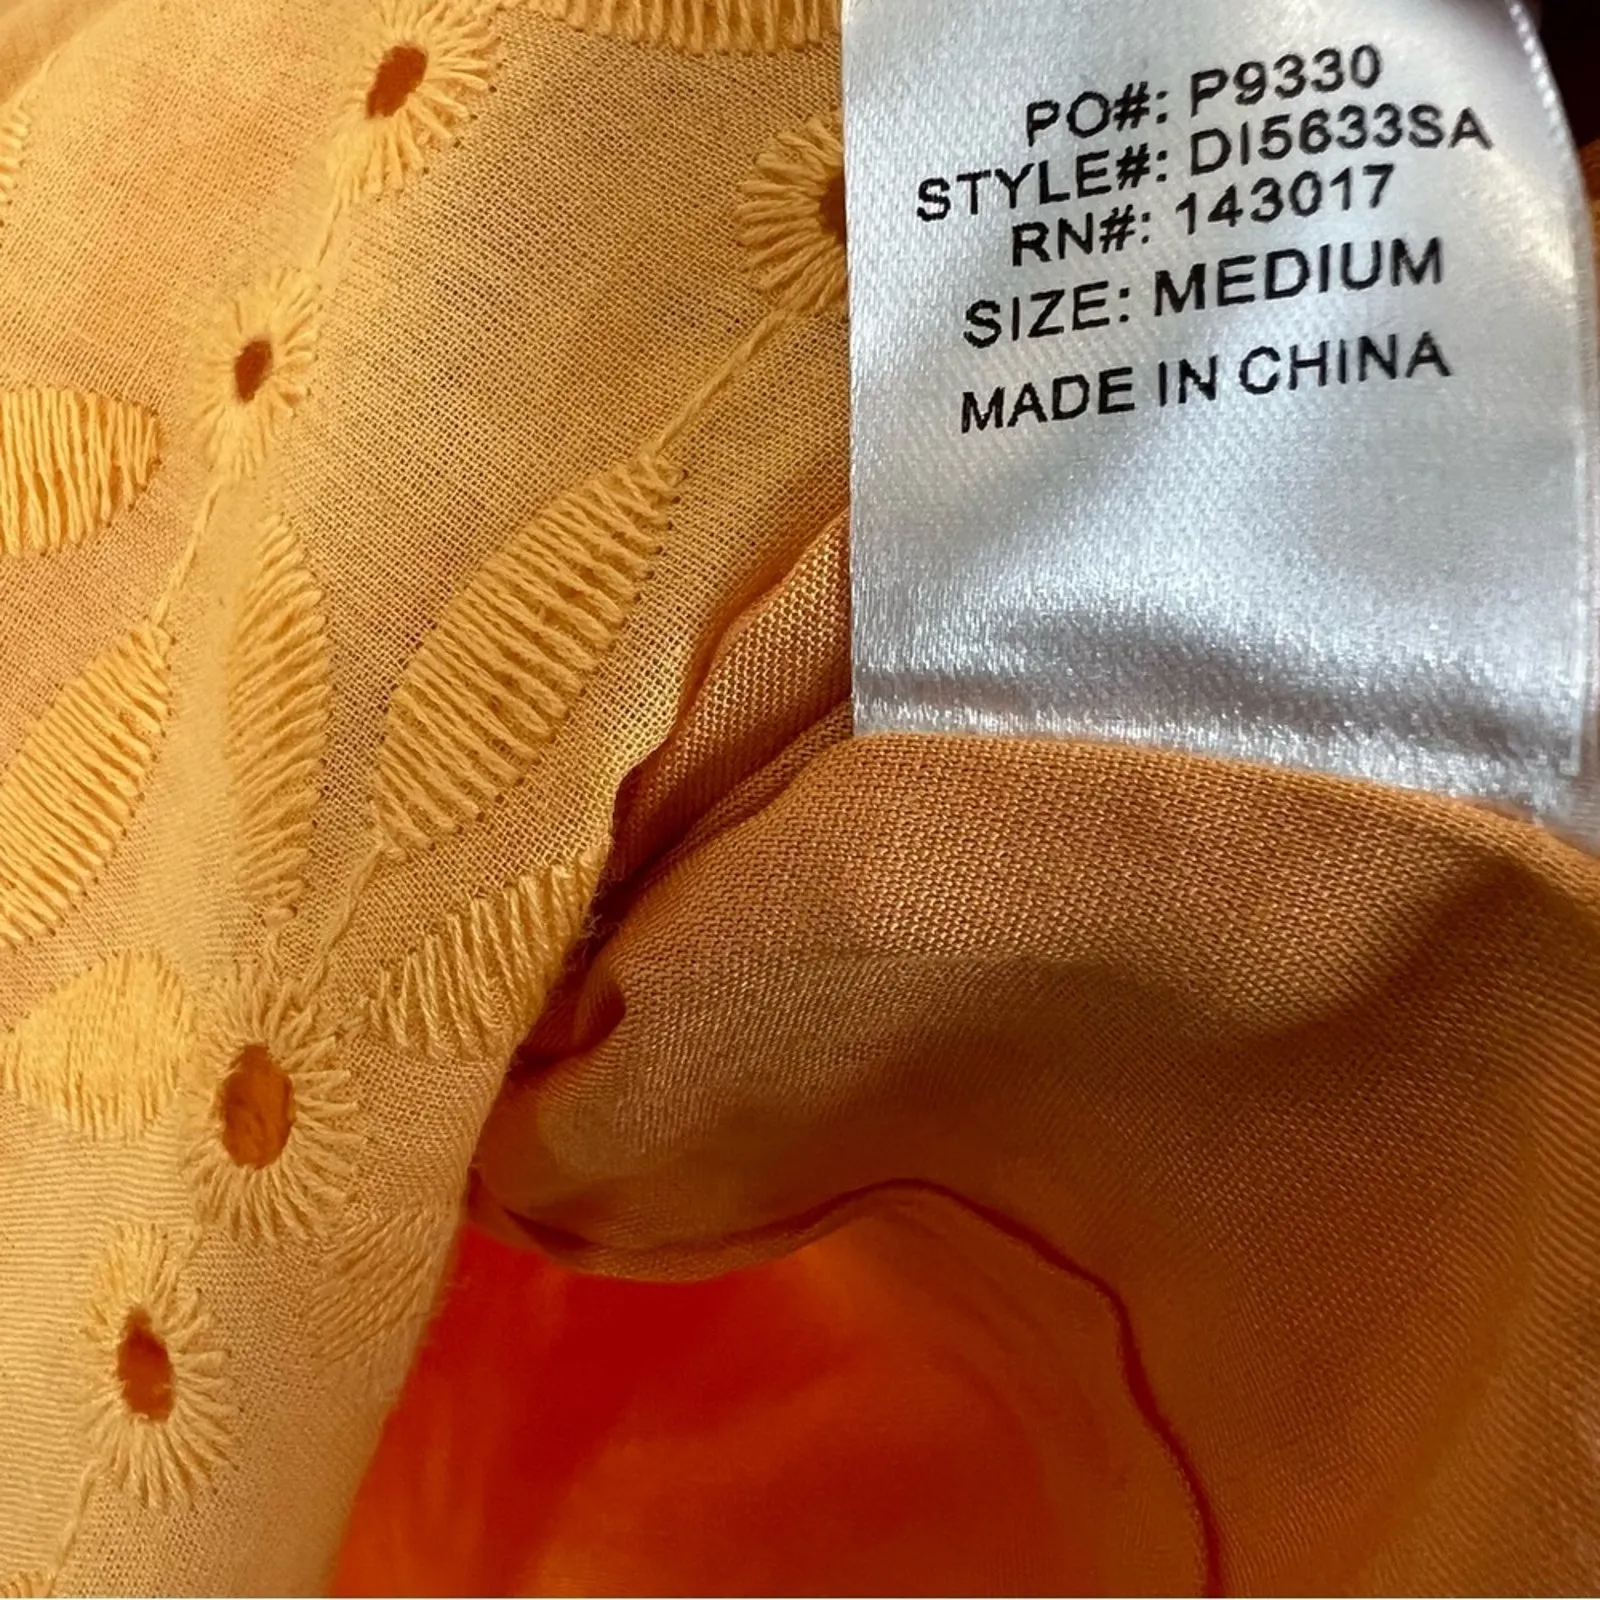 PO#: P9330
STYLE#: DI5633SA
RN#: 143017
SIZE: MEDIUM
MADE IN CHINA